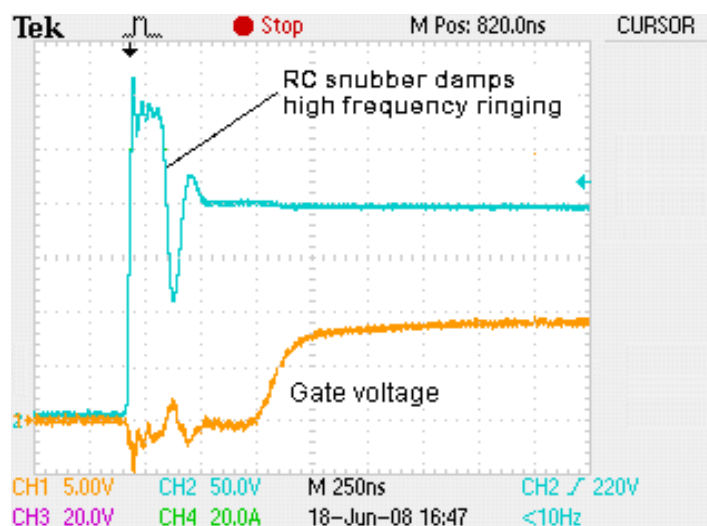 Tek Stop M Pos: 820.0ns CURSOR
RC snubber damps
high frequency ringing
Gate voltage
CH1 5.00V CH2 50.0V M 250ns CH2 220V
CH3 20.0V CH4 20.0A 18-Jun-08 16:47 <10Hz